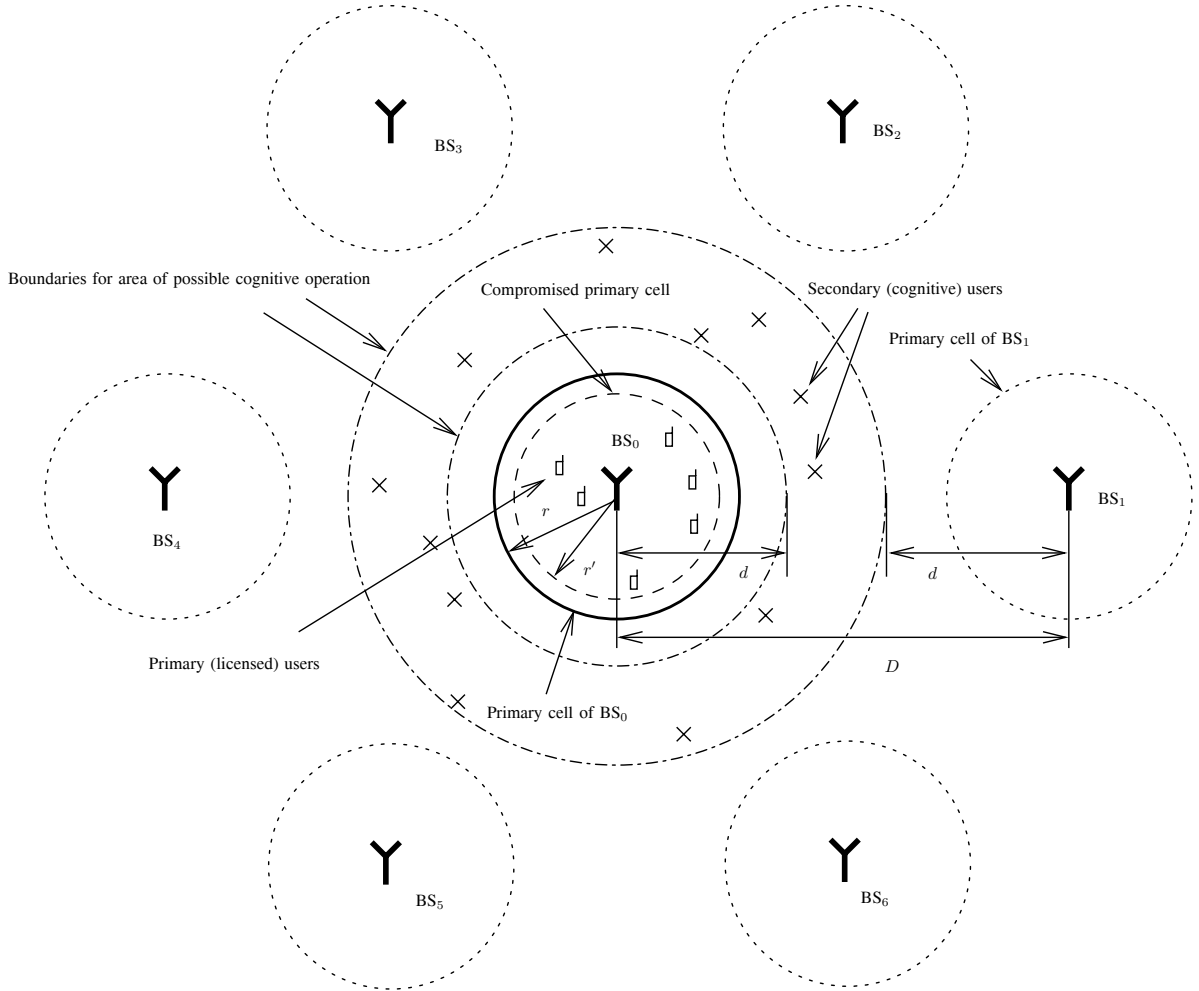 BS₃
BS₂
Boundaries for area of possible cognitive operation
Compromised primary cell
Secondary (cognitive) users
Primary cell of BS₁
BS₀
BS₁
BS₄
r
r′
d
d
D
Primary (licensed) users
Primary cell of BS₀
BS₅
BS₆